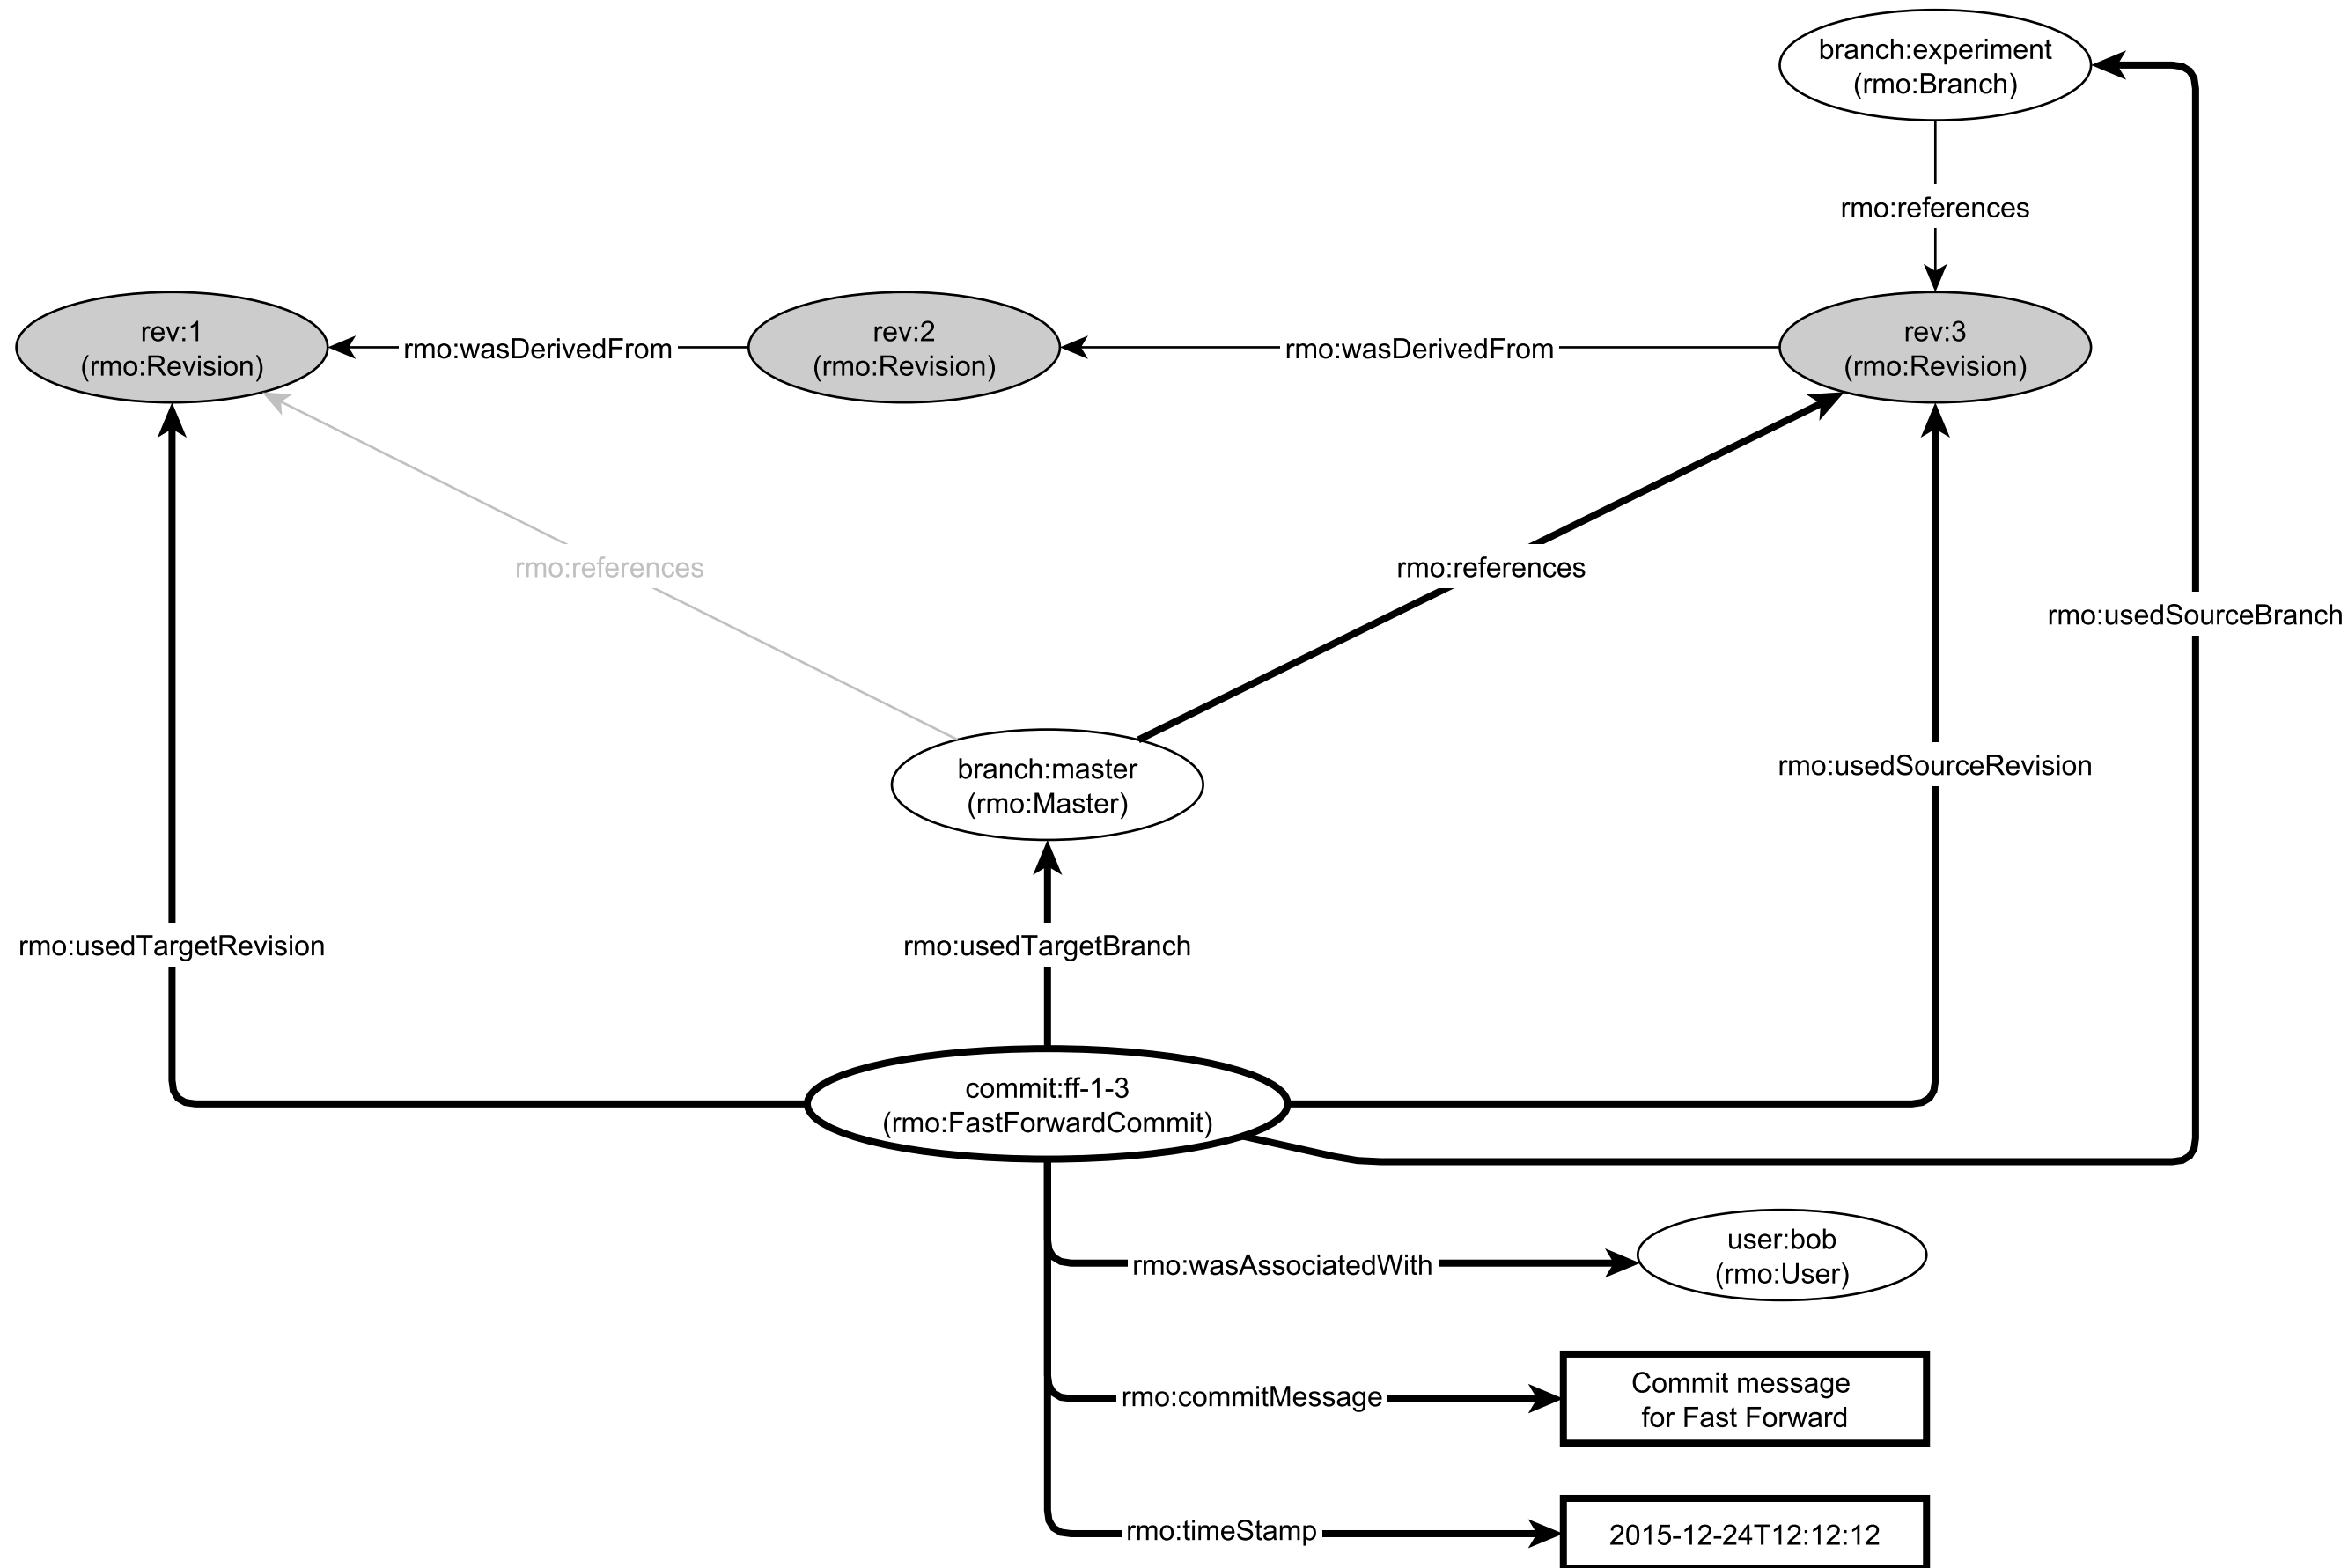 branch:experiment
(rmo:Branch)
rmo:references
rev:1
(rmo:Revision)
rmo:wasDerivedFrom
rev:2
(rmo:Revision)
rmo:wasDerivedFrom
rev:3
(rmo:Revision)
rmo:references
rmo:references
rmo:usedSourceBranch
branch:master
(rmo:Master)
rmo:usedSourceRevision
rmo:usedTargetRevision
rmo:usedTargetBranch
commit:ff-1-3
(rmo:FastForwardCommit)
rmo:wasAssociatedWith
user:bob
(rmo:User)
rmo:commitMessage
Commit message
for Fast Forward
rmo:timeStamp
2015-12-24T12:12:12